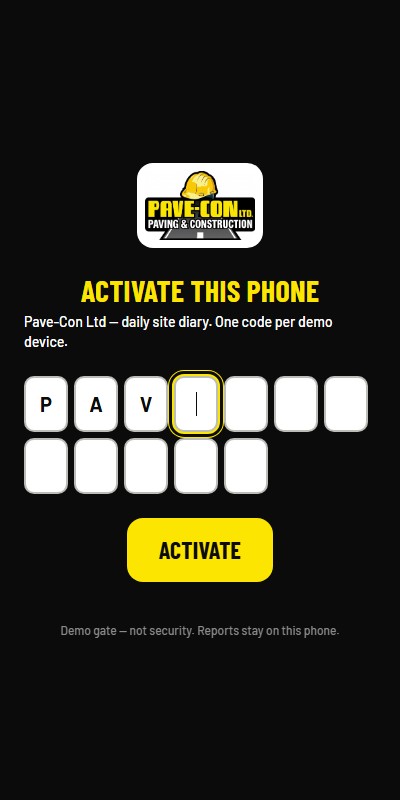 PAVE-CON LTD.
PAVING & CONSTRUCTION
ACTIVATE THIS PHONE
Pave-Con Ltd — daily site diary. One code per demo
device.
P A V
ACTIVATE
Demo gate — not security. Reports stay on this phone.